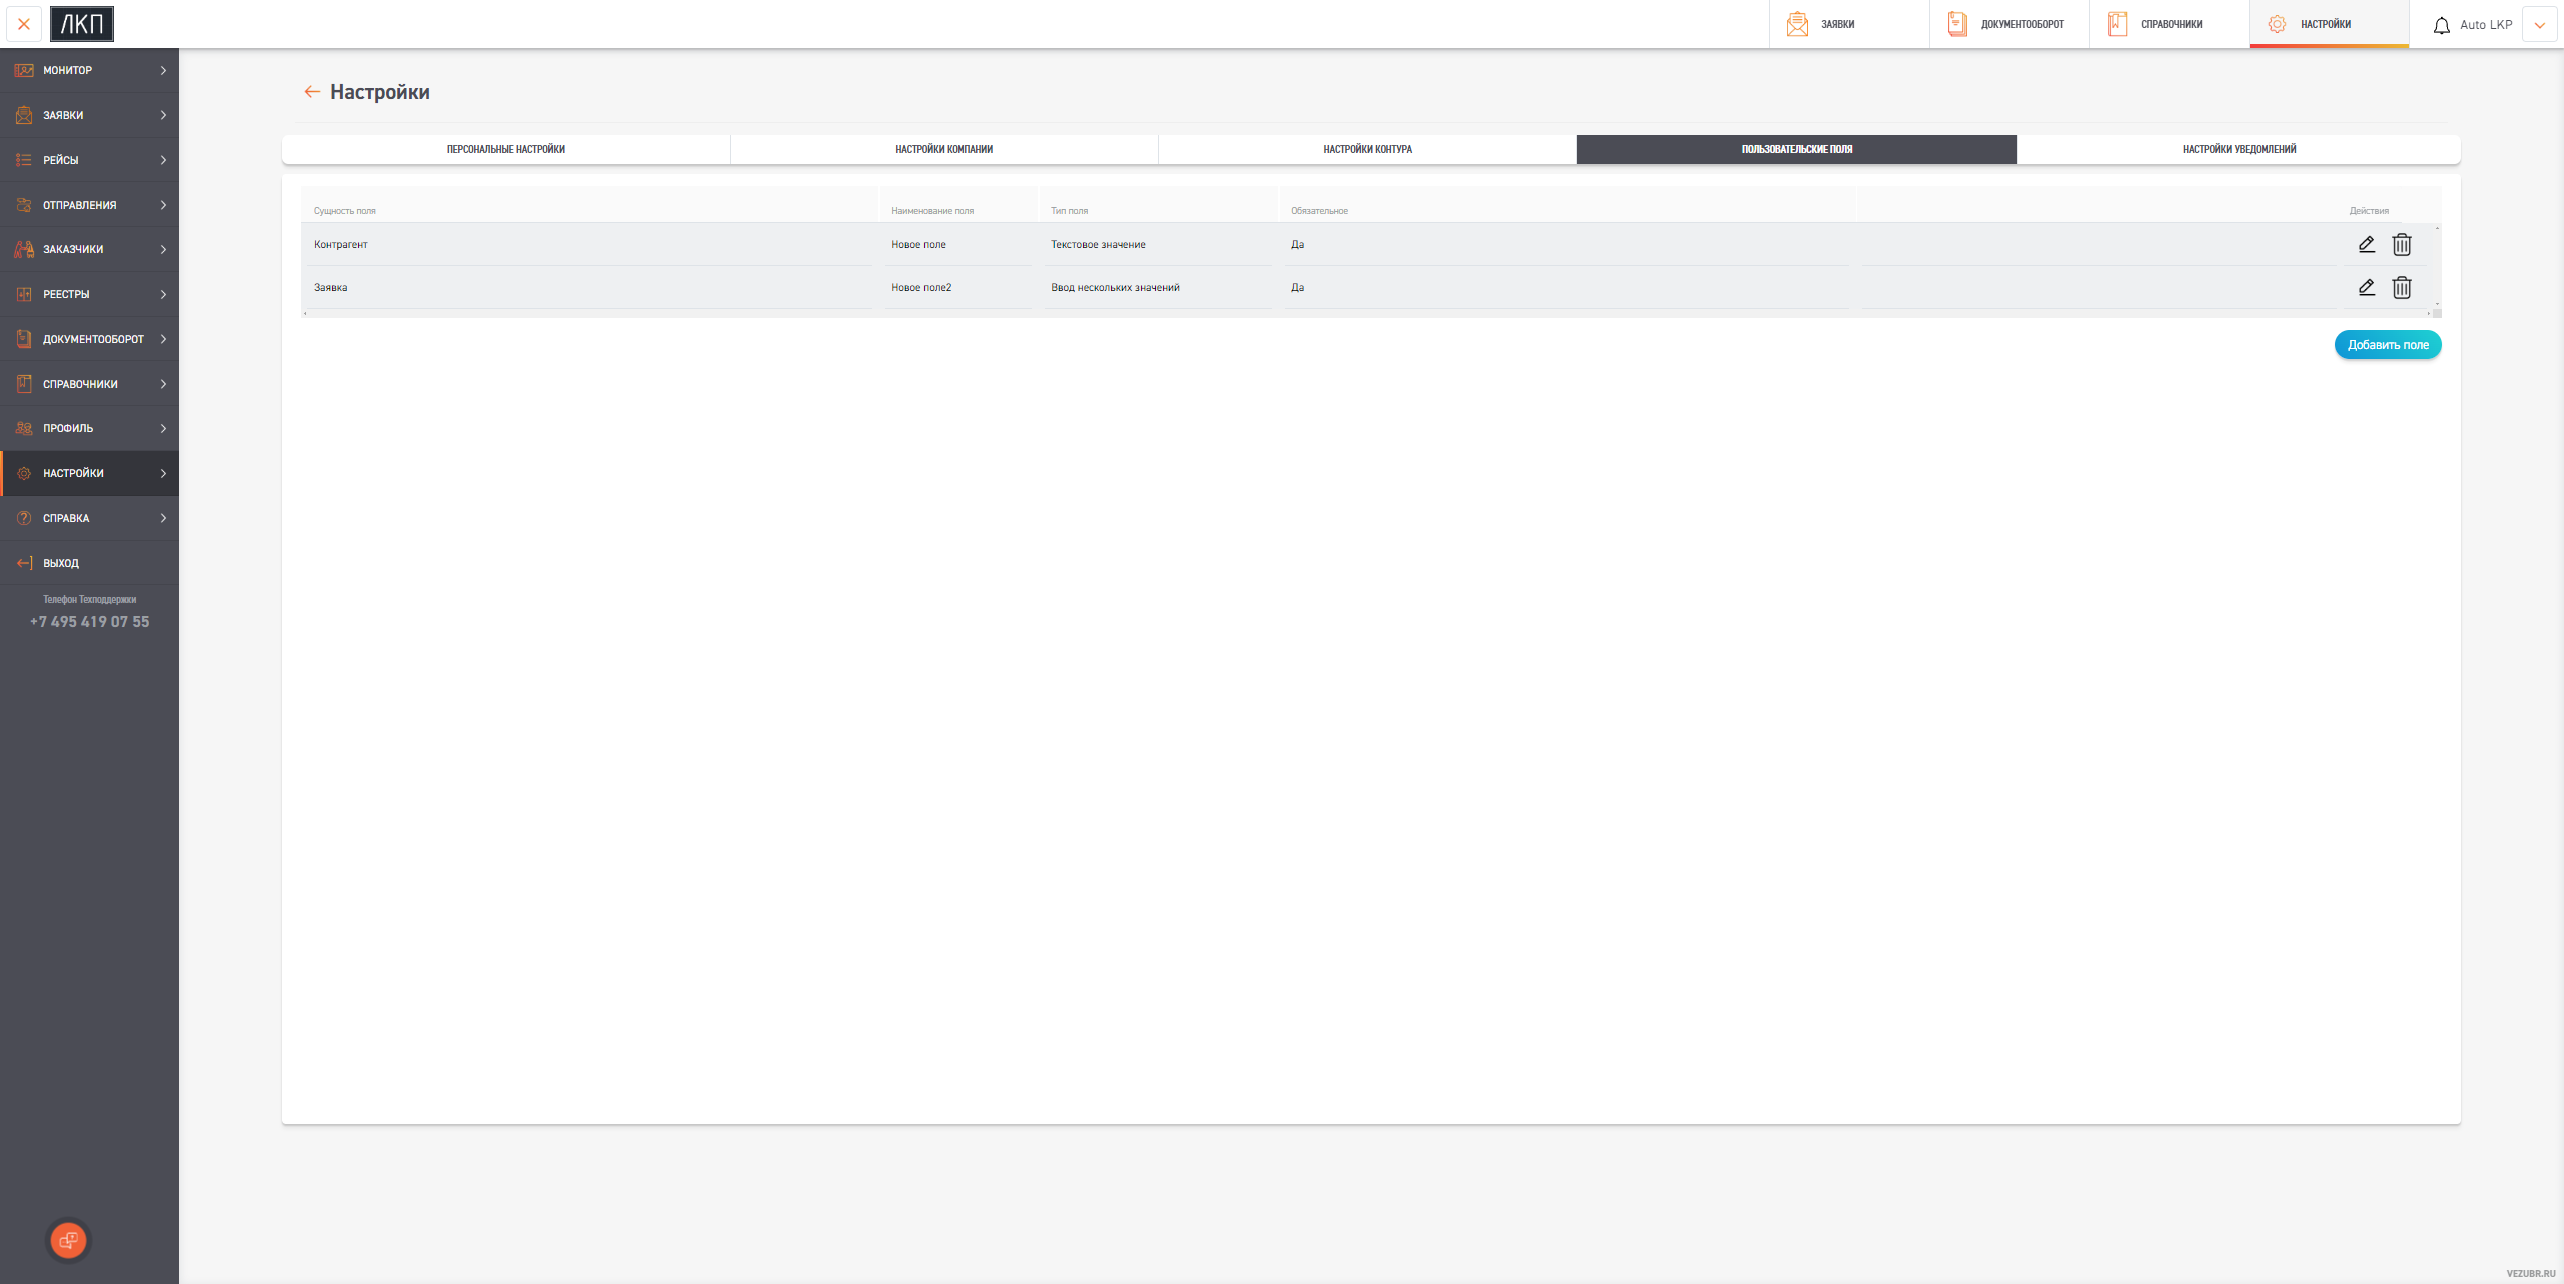 ЛКП
ЗАЯВКИ
ДОКУМЕНТООБОРОТ
СПРАВОЧНИКИ
НАСТРОЙКИ
Auto LKP
МОНИТОР
ЗАЯВКИ
РЕЙСЫ
ОТПРАВЛЕНИЯ
ЗАКАЗЧИКИ
РЕЕСТРЫ
ДОКУМЕНТООБОРОТ
СПРАВОЧНИКИ
ПРОФИЛЬ
НАСТРОЙКИ
СПРАВКА
ВЫХОД
Телефон Техподдержки
+7 495 419 07 55
Настройки
ПЕРСОНАЛЬНЫЕ НАСТРОЙКИ
НАСТРОЙКИ КОМПАНИИ
НАСТРОЙКИ КОНТУРА
ПОЛЬЗОВАТЕЛЬСКИЕ ПОЛЯ
НАСТРОЙКИ УВЕДОМЛЕНИЙ
Сущность поля Наименование поля Тип поля Обязательное Действия
Контрагент Новое поле Текстовое значение Да
Заявка Новое поле2 Ввод нескольких значений Да
Добавить поле
VEZUBR.RU